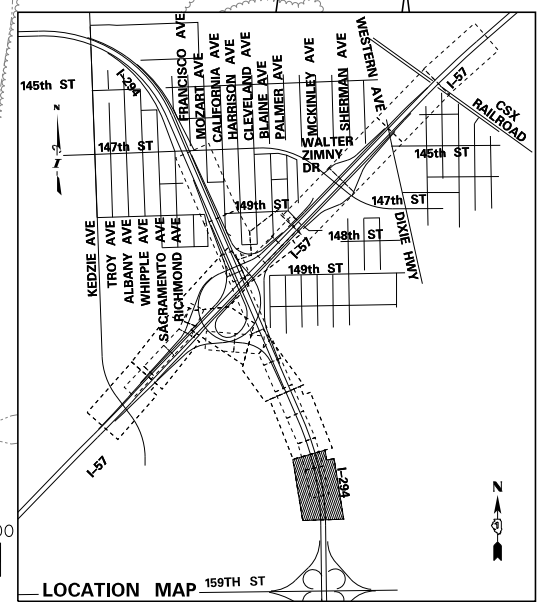 FRANCISCO AVE
MOZART AVE
CALIFORNIA AVE
HARRISON AVE
CLEVELAND AVE
BLAINE AVE
PALMER AVE
MCKINLEY AVE
SHERMAN AVE
WESTERN AVE
I-57
CSX
RAILROAD
145th ST
I-294
N
147th ST
WALTER
ZIMNY
DR
145th ST
149th ST
147th ST
KEDZIE AVE
TROY AVE
ALBANY AVE
WHIPPLE AVE
SACRAMENTO AVE
RICHMOND AVE
I-57
148th ST
DIXIE HWY
149th ST
I-57
I-294
N
00
LOCATION MAP
159TH ST